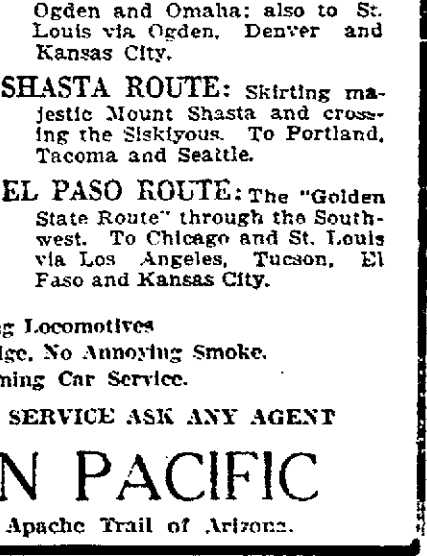 Ogden and Omaha; also to St.
Louis via Ogden, Denver and
Kansas City.
SHASTA ROUTE: Skirting ma-
jestic Mount Shasta and cross-
ing the Siskiyous. To Portland,
Tacoma and Seattle.
EL PASO ROUTE: The "Golden
State Route" through the South-
west. To Chicago and St. Louis
via Los Angeles, Tucson, El
Paso and Kansas City.
g Locomotives
ge, No Annoying Smoke.
ning Car Service.
SERVICE ASK ANY AGENT
N PACIFIC
Apache Trail of Arizona.